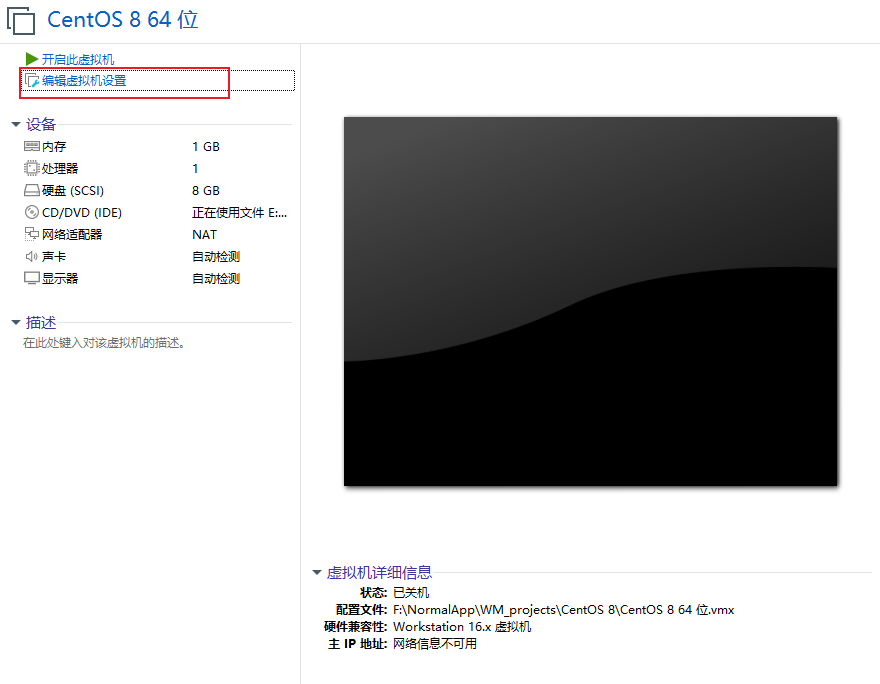 CentOS 8 64 位
开启此虚拟机
编辑虚拟机设置
设备
内存 1 GB
处理器 1
硬盘 (SCSI) 8 GB
CD/DVD (IDE) 正在使用文件 E:...
网络适配器 NAT
声卡 自动检测
显示器 自动检测
描述
在此处键入对该虚拟机的描述。
虚拟机详细信息
状态: 已关机
配置文件: F:\NormalApp\WM_projects\CentOS 8\CentOS 8 64 位.vmx
硬件兼容性: Workstation 16.x 虚拟机
主 IP 地址: 网络信息不可用